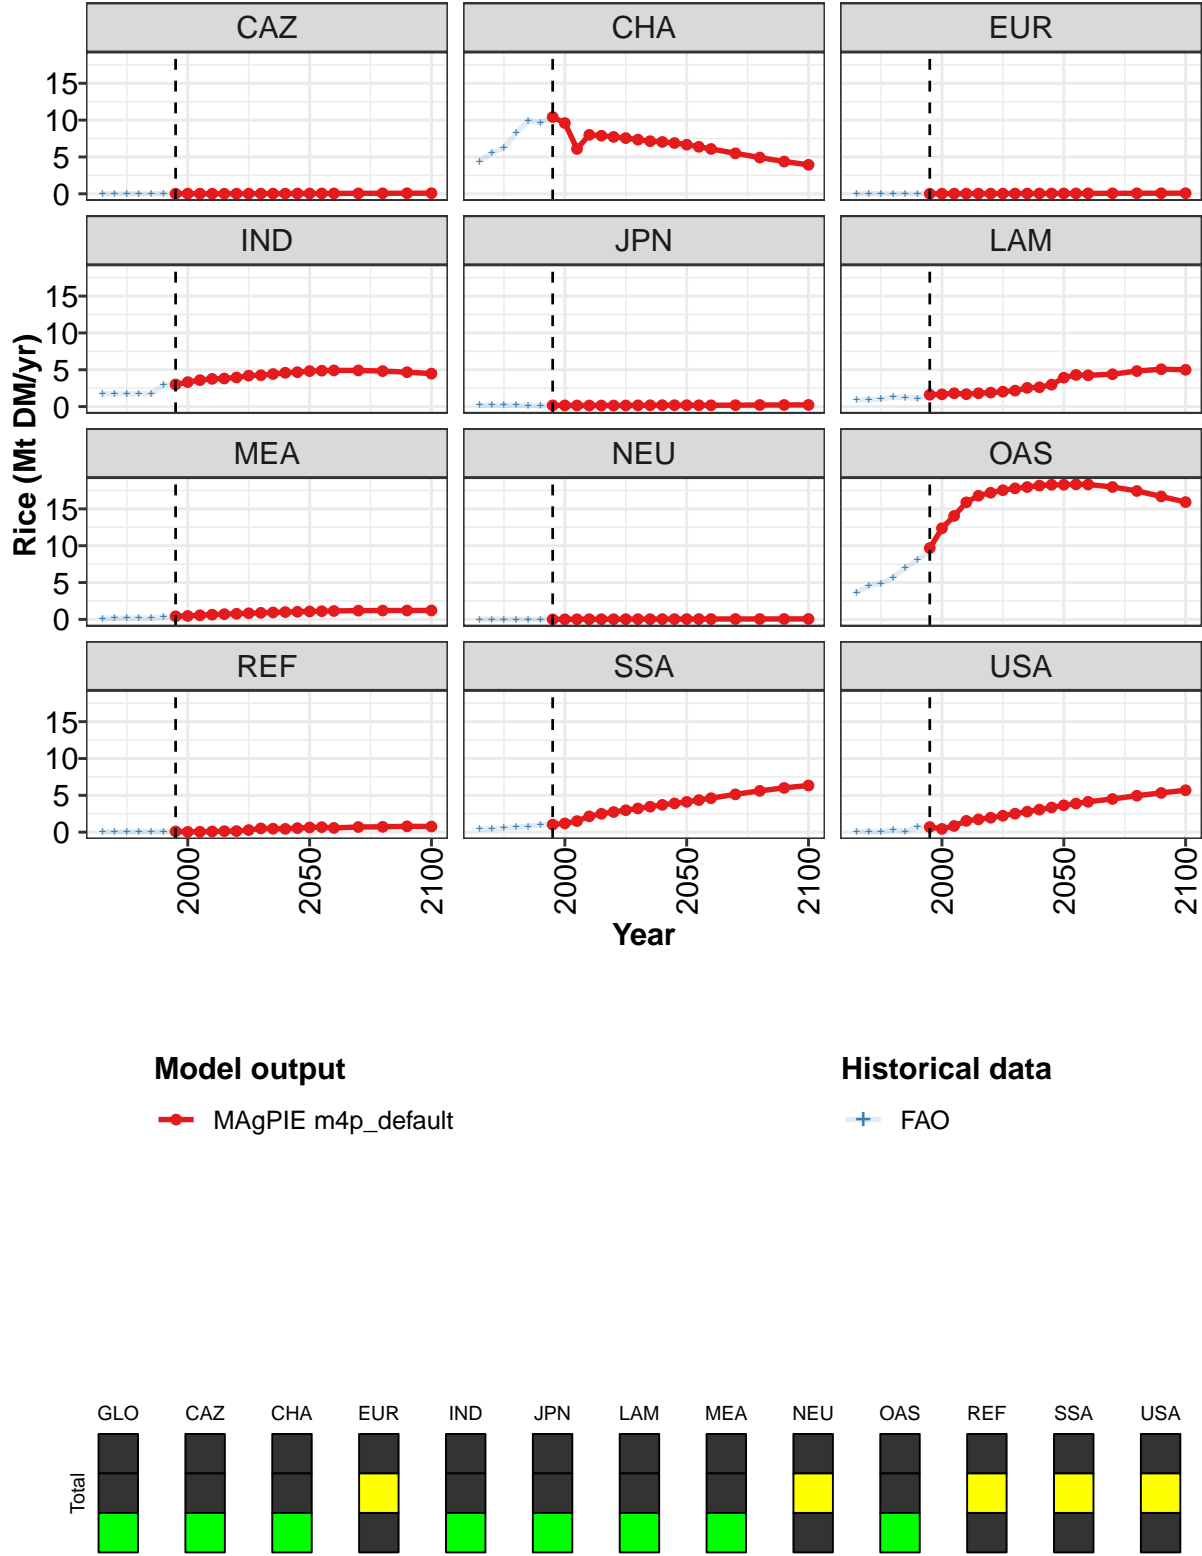 CAZ CHA EUR
15
10
5
0
IND JPN LAM
15
10
5
0
MEA NEU OAS
15
10
5
0
REF SSA USA
15
10
5
0
Rice (Mt DM/yr)
2000 2050 2100 2000 2050 2100 2000 2050 2100
Year
Model output
MAgPIE m4p_default
Historical data
FAO
GLO CAZ CHA EUR IND JPN LAM MEA NEU OAS REF SSA USA
Total